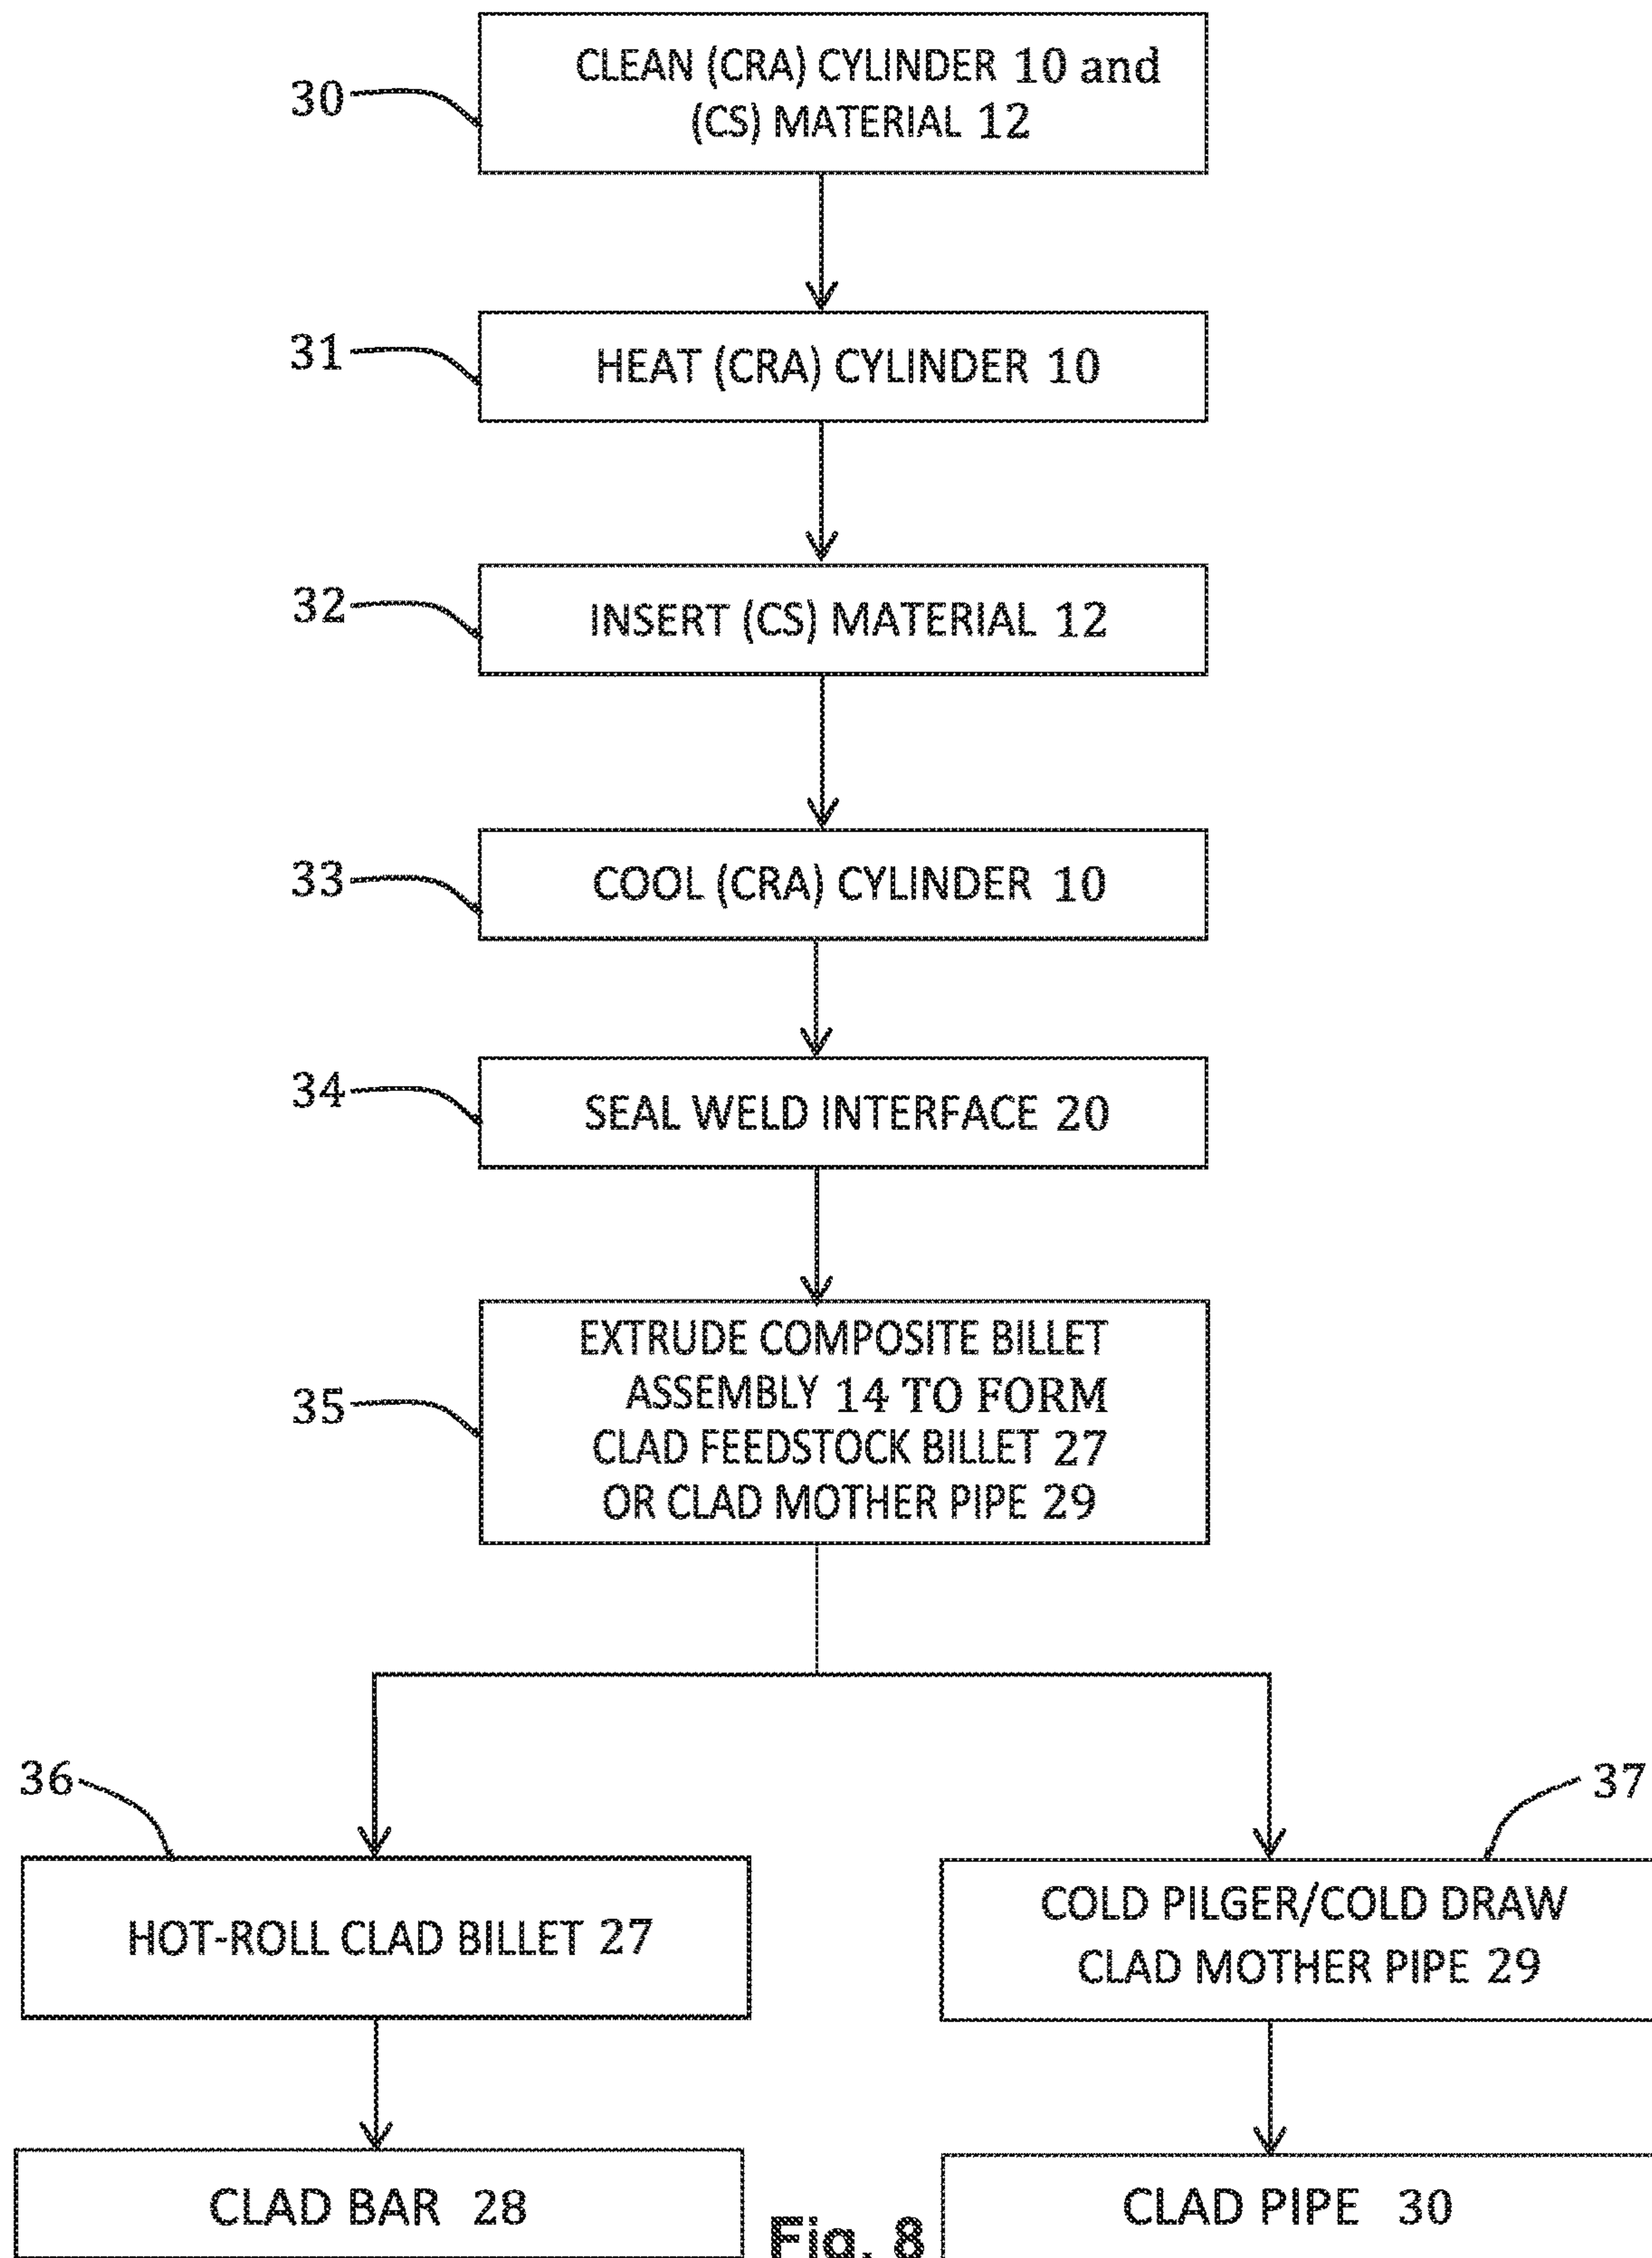 30
CLEAN (CRA) CYLINDER 10 and
(CS) MATERIAL 12
31
HEAT (CRA) CYLINDER 10
32
INSERT (CS) MATERIAL 12
33
COOL (CRA) CYLINDER 10
34
SEAL WELD INTERFACE 20
35
EXTRUDE COMPOSITE BILLET
ASSEMBLY 14 TO FORM
CLAD FEEDSTOCK BILLET 27
OR CLAD MOTHER PIPE 29
36
HOT-ROLL CLAD BILLET 27
37
COLD PILGER/COLD DRAW
CLAD MOTHER PIPE 29
CLAD BAR 28
CLAD PIPE 30
Fig. 8